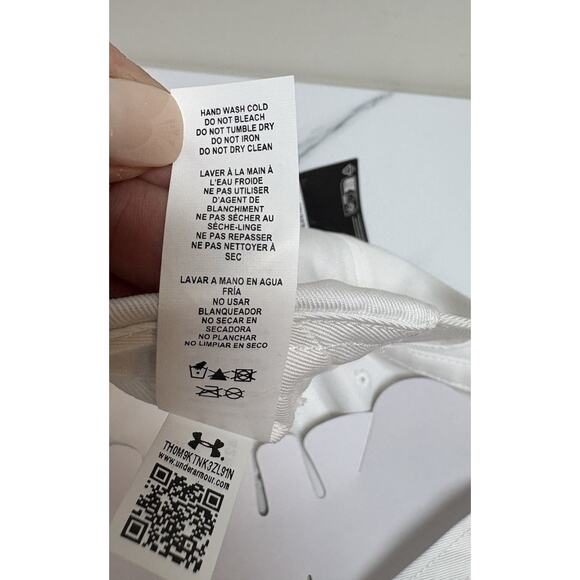 HAND WASH COLD
DO NOT BLEACH
DO NOT TUMBLE DRY
DO NOT IRON
DO NOT DRY CLEAN
LAVER À LA MAIN À
L'EAU FROIDE
NE PAS UTILISER
D'AGENT DE
BLANCHIMENT
NE PAS SÉCHER AU
SÈCHE-LINGE
NE PAS REPASSER
NE PAS NETTOYER À
SEC
LAVAR A MANO EN AGUA
FRÍA
NO USAR
BLANQUEADOR
NO SECAR EN
SECADORA
NO PLANCHAR
NO LIMPIAR EN SECO
TH0M9KTNK3ZL91N
www.underarmour.com